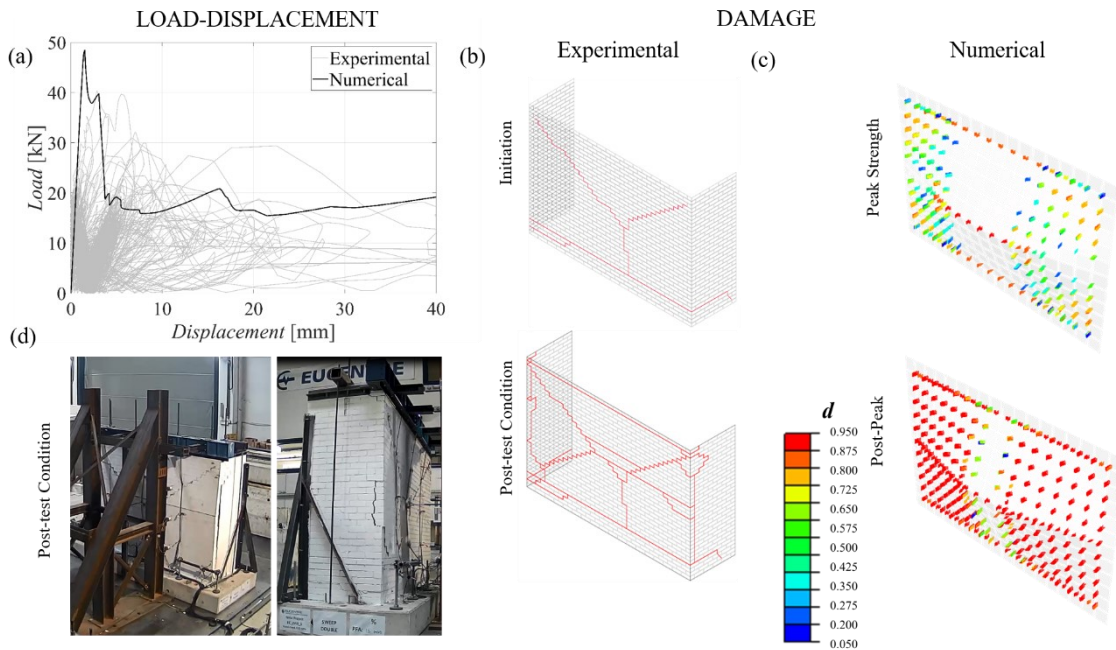 LOAD-DISPLACEMENT
DAMAGE
(a)
50
40
30
20
10
0
Load [kN]
Experimental
Numerical
0
10
20
30
40
Displacement [mm]
(b)
Experimental
Initiation
Post-test Condition
(c)
Numerical
Peak Strength
Post-Peak
d
0.950
0.875
0.800
0.725
0.650
0.575
0.500
0.425
0.350
0.275
0.200
0.050
(d)
Post-test Condition
SWEEP
DOUBLE
%